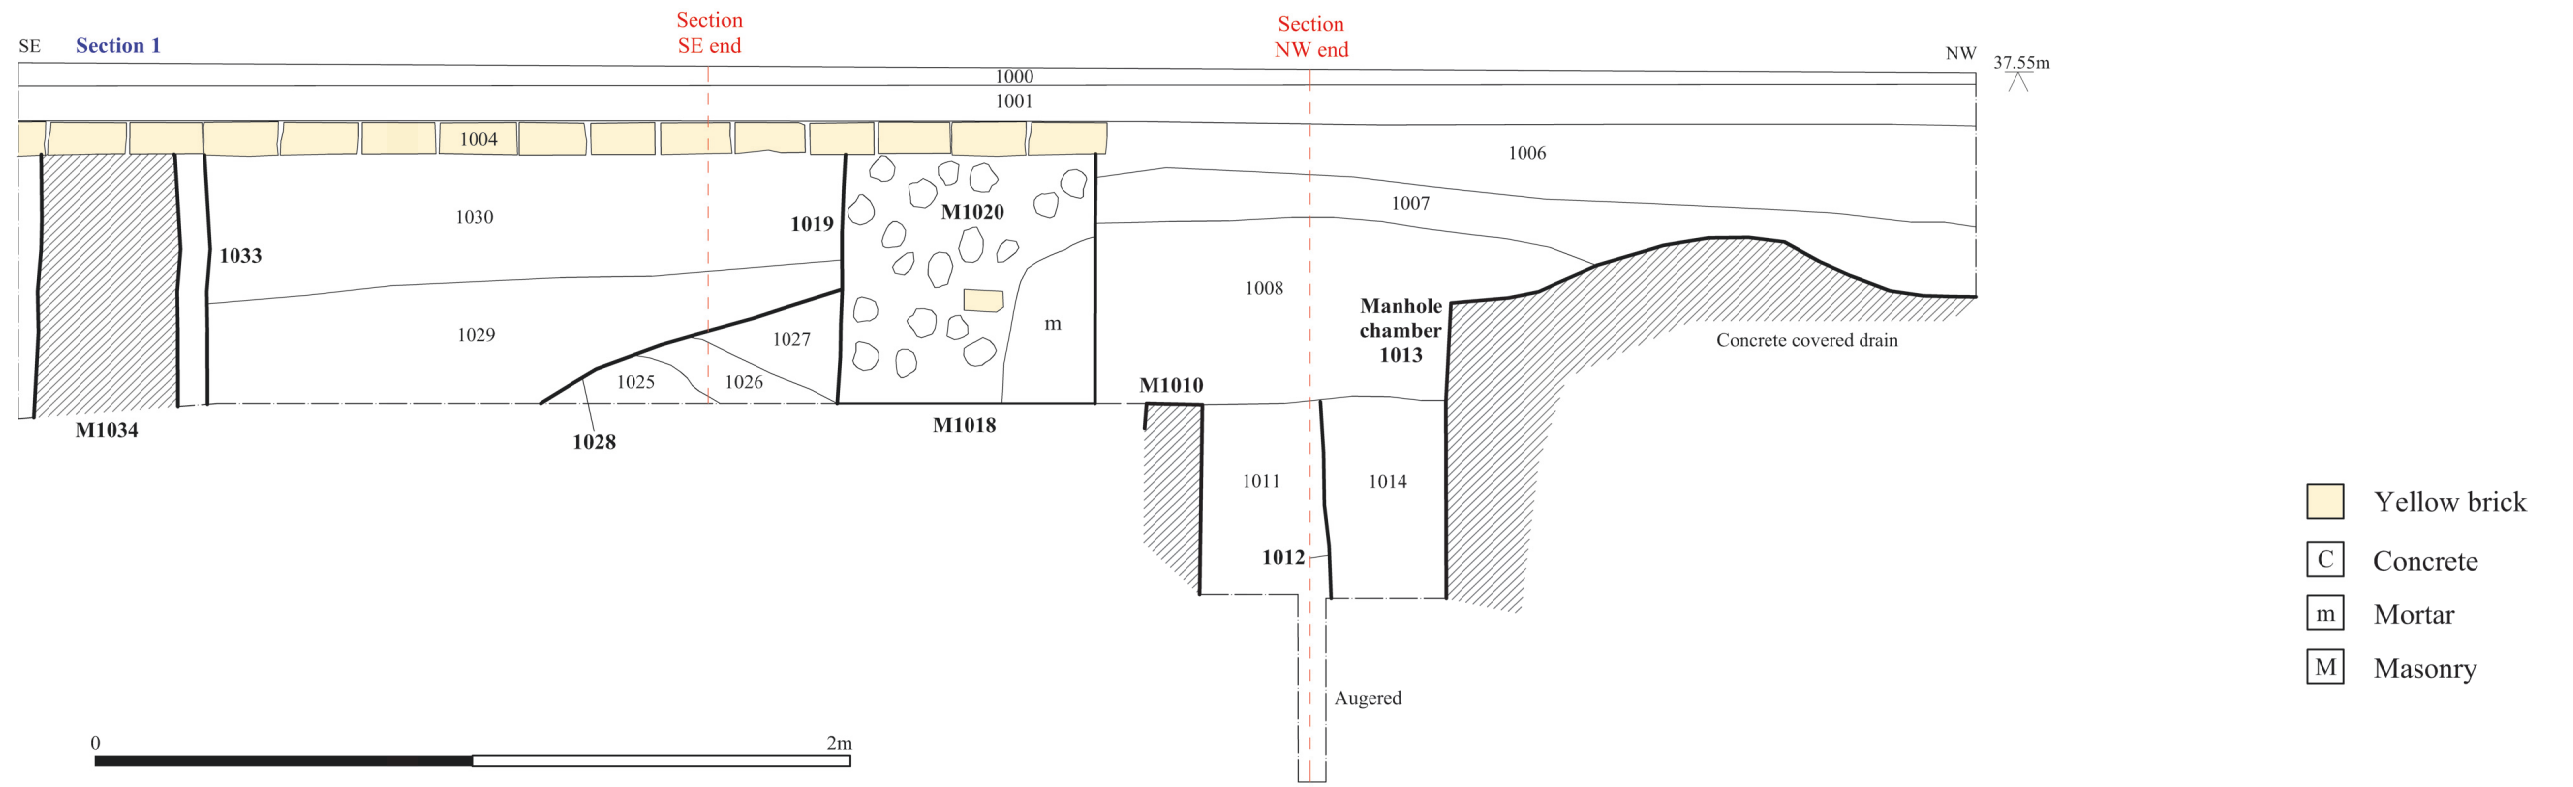 SE
Section 1
Section
SE end
Section
NW end
NW
37.55m
1000
1001
1004
1006
1030
1019
M1020
1007
1033
1008
1029
1027
m
Manhole
chamber
1013
Concrete covered drain
1025
1026
M1010
M1034
1028
M1018
1011
1014
1012
Augered
0
2m
Yellow brick
C Concrete
m Mortar
M Masonry